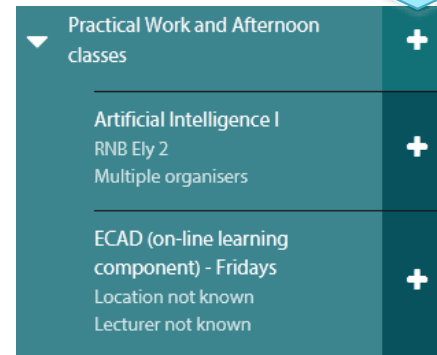 Practical Work and Afternoon
classes
Artificial Intelligence I
RNB Ely 2
Multiple organisers
ECAD (on-line learning
component) - Fridays
Location not known
Lecturer not known